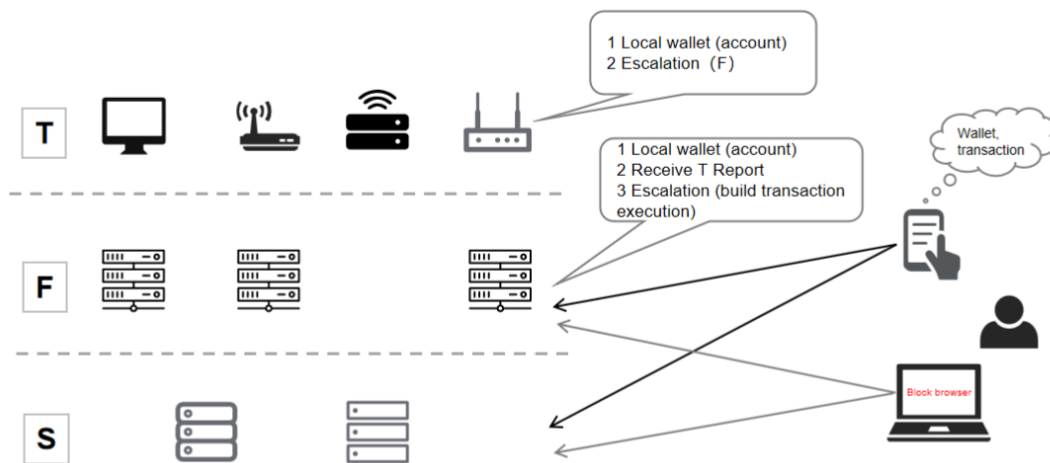 1 Local wallet (account)
2 Escalation (F)
T
Wallet,
transaction
1 Local wallet (account)
2 Receive T Report
3 Escalation (build transaction
execution)
F
Block browser
S